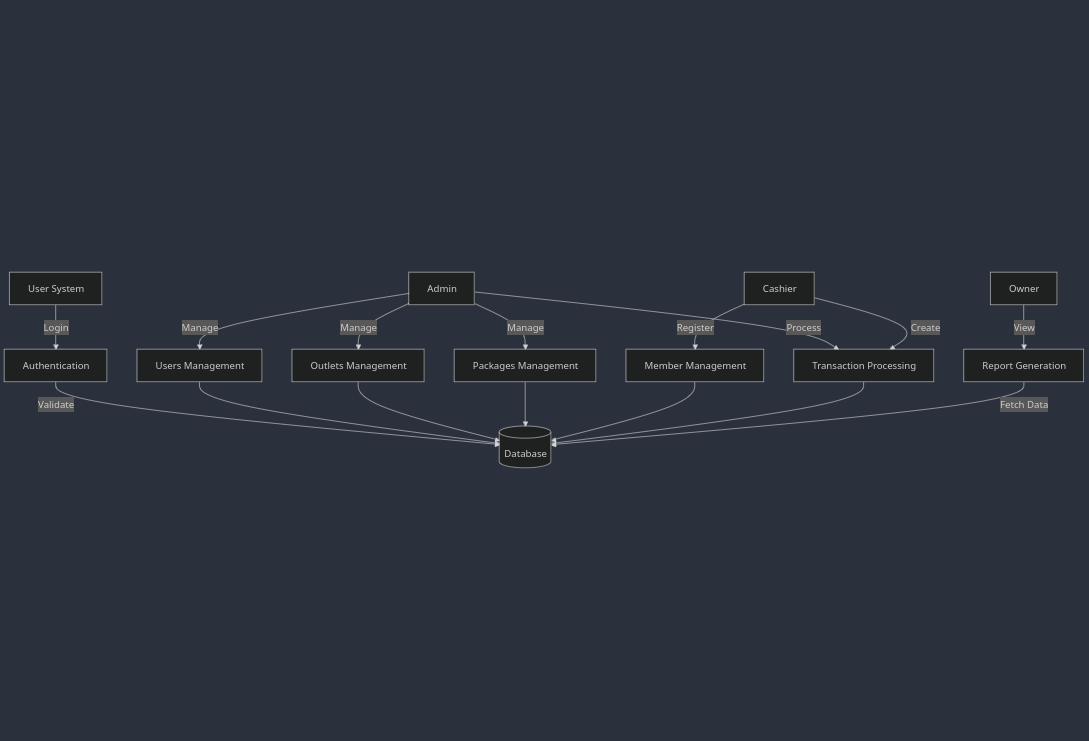 User System
Admin
Cashier
Owner
Login
Manage
Manage
Manage
Register
Process
Create
View
Authentication
Users Management
Outlets Management
Packages Management
Member Management
Transaction Processing
Report Generation
Validate
Fetch Data
Database